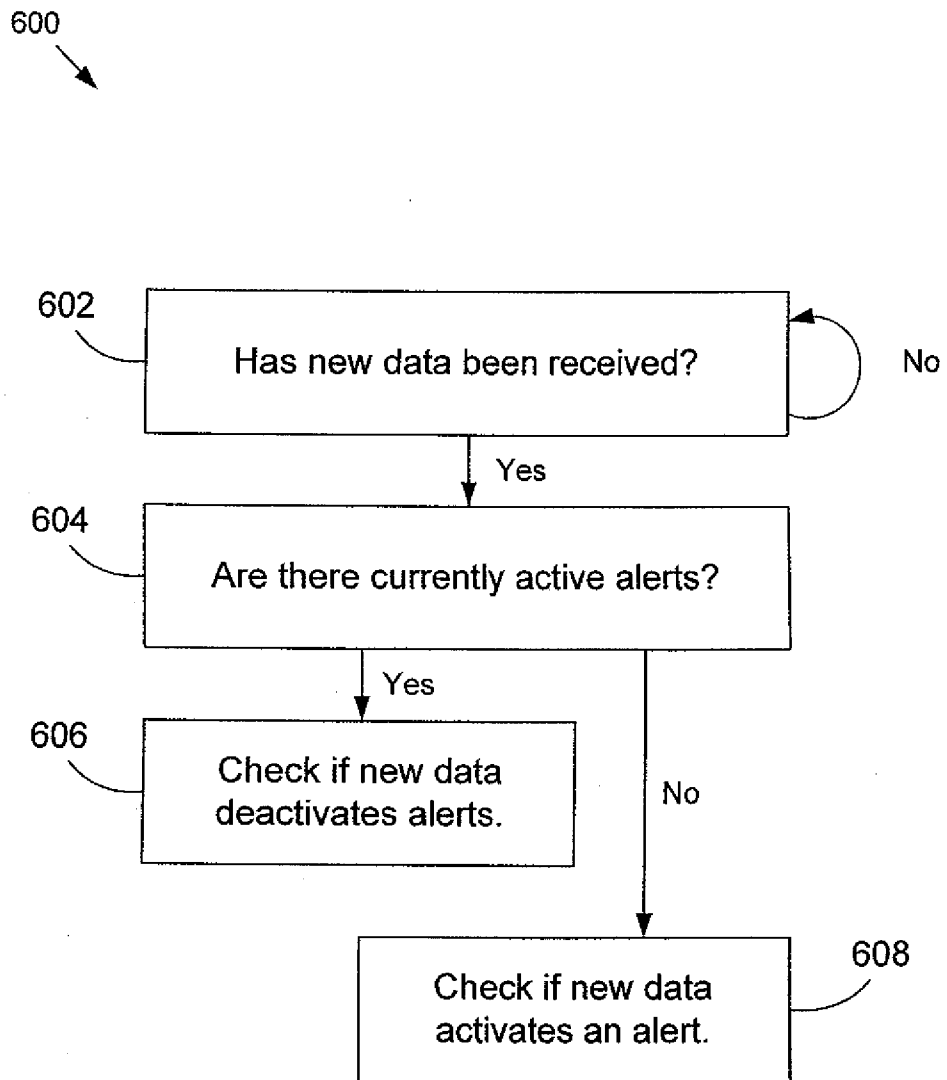 600
602
Has new data been received?
No
Yes
604
Are there currently active alerts?
Yes
606
Check if new data
deactivates alerts.
No
608
Check if new data
activates an alert.